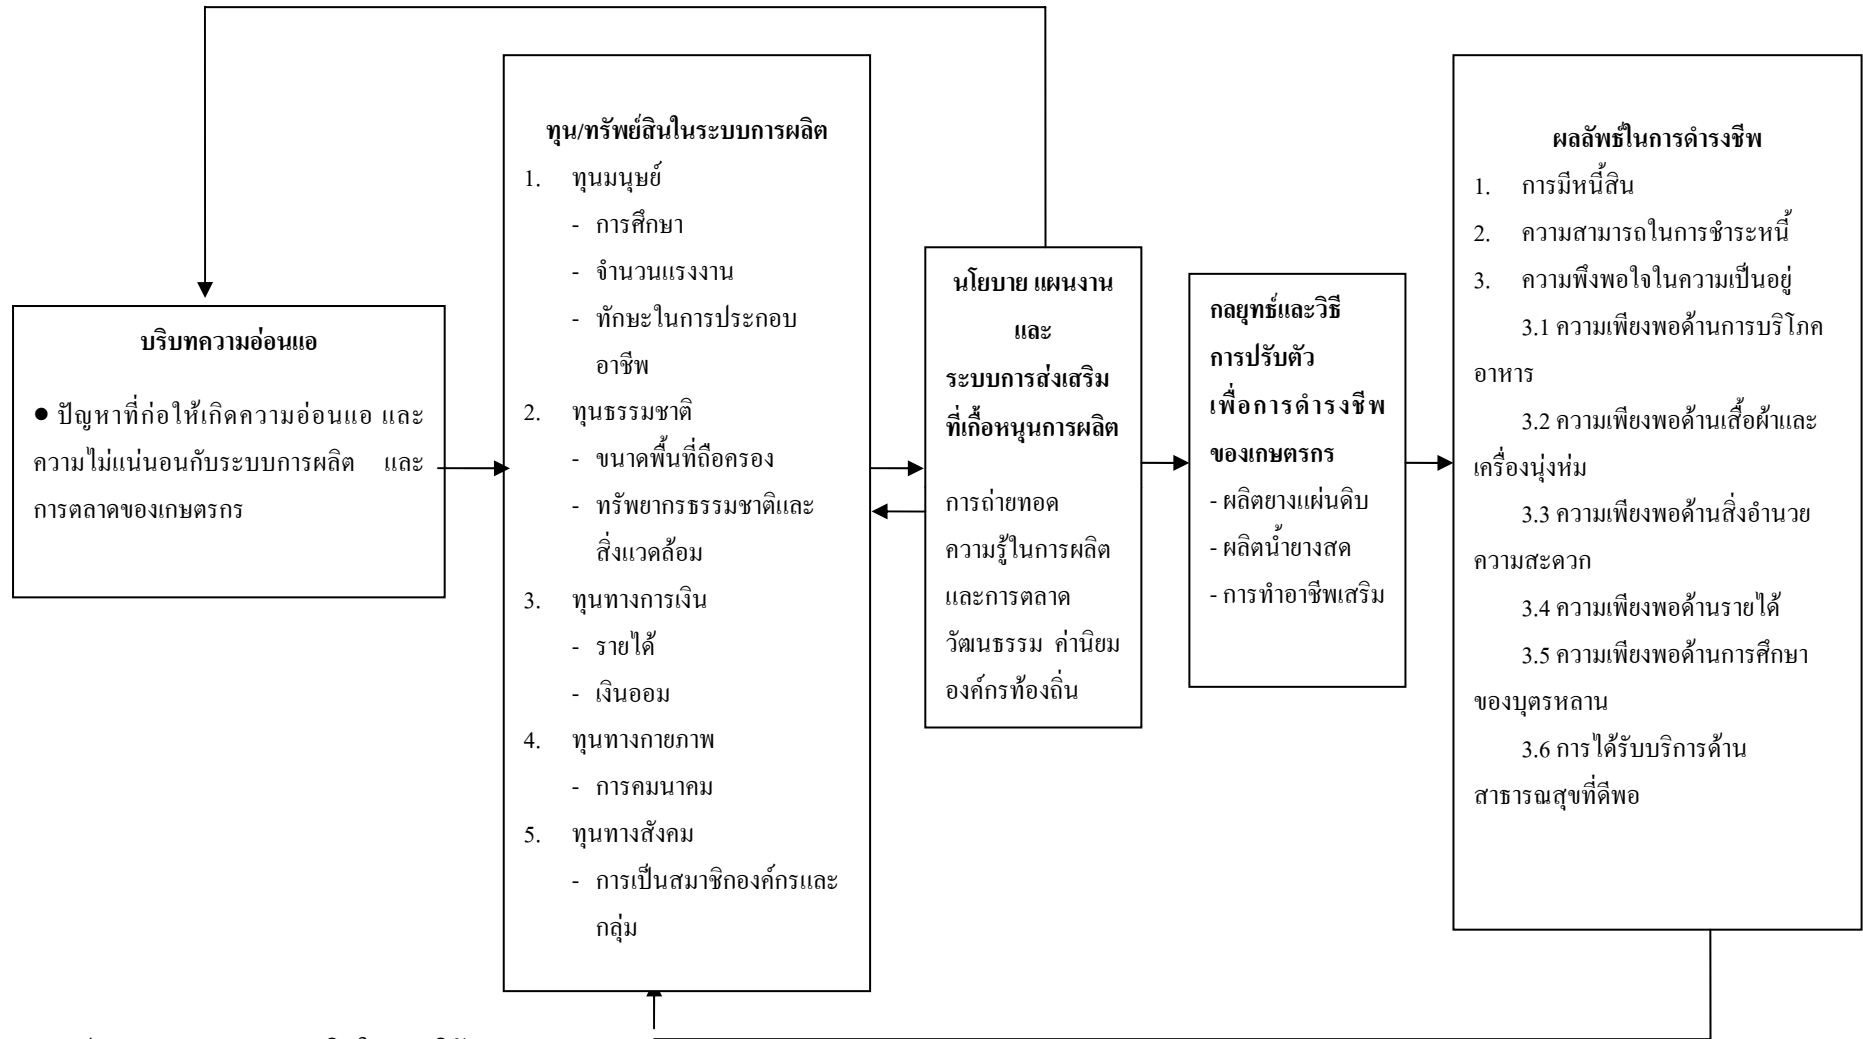 บริบทความอ่อนแอ
● ปัญหาที่ก่อให้เกิดความอ่อนแอ และ
ความไม่แน่นอนกับระบบการผลิต และ
การตลาดของเกษตรกร
ทุน/ทรัพย์สินในระบบการผลิต
1. ทุนมนุษย์
- การศึกษา
- จำนวนแรงงาน
- ทักษะในการประกอบ
อาชีพ
2. ทุนธรรมชาติ
- ขนาดพื้นที่ถือครอง
- ทรัพยากรธรรมชาติและ
สิ่งแวดล้อม
3. ทุนทางการเงิน
- รายได้
- เงินออม
4. ทุนทางกายภาพ
- การคมนาคม
5. ทุนทางสังคม
- การเป็นสมาชิกองค์กรและ
กลุ่ม
นโยบาย แผนงาน
และ
ระบบการส่งเสริม
ที่เกื้อหนุนการผลิต
การถ่ายทอด
ความรู้ในการผลิต
และการตลาด
วัฒนธรรม ค่านิยม
องค์กรท้องถิ่น
กลยุทธ์และวิธี
การปรับตัว
เพื่อการดำรงชีพ
ของเกษตรกร
- ผลิตยางแผ่นดิบ
- ผลิตน้ำยางสด
- การทำอาชีพเสริม
ผลลัพธ์ในการดำรงชีพ
1. การมีหนี้สิน
2. ความสามารถในการชำระหนี้
3. ความพึงพอใจในความเป็นอยู่
3.1 ความเพียงพอด้านการบริโภค
อาหาร
3.2 ความเพียงพอด้านเสื้อผ้าและ
เครื่องนุ่งห่ม
3.3 ความเพียงพอด้านสิ่งอำนวย
ความสะดวก
3.4 ความเพียงพอด้านรายได้
3.5 ความเพียงพอด้านการศึกษา
ของบุตรหลาน
3.6 การได้รับบริการด้าน
สาธารณสุขที่ดีพอ